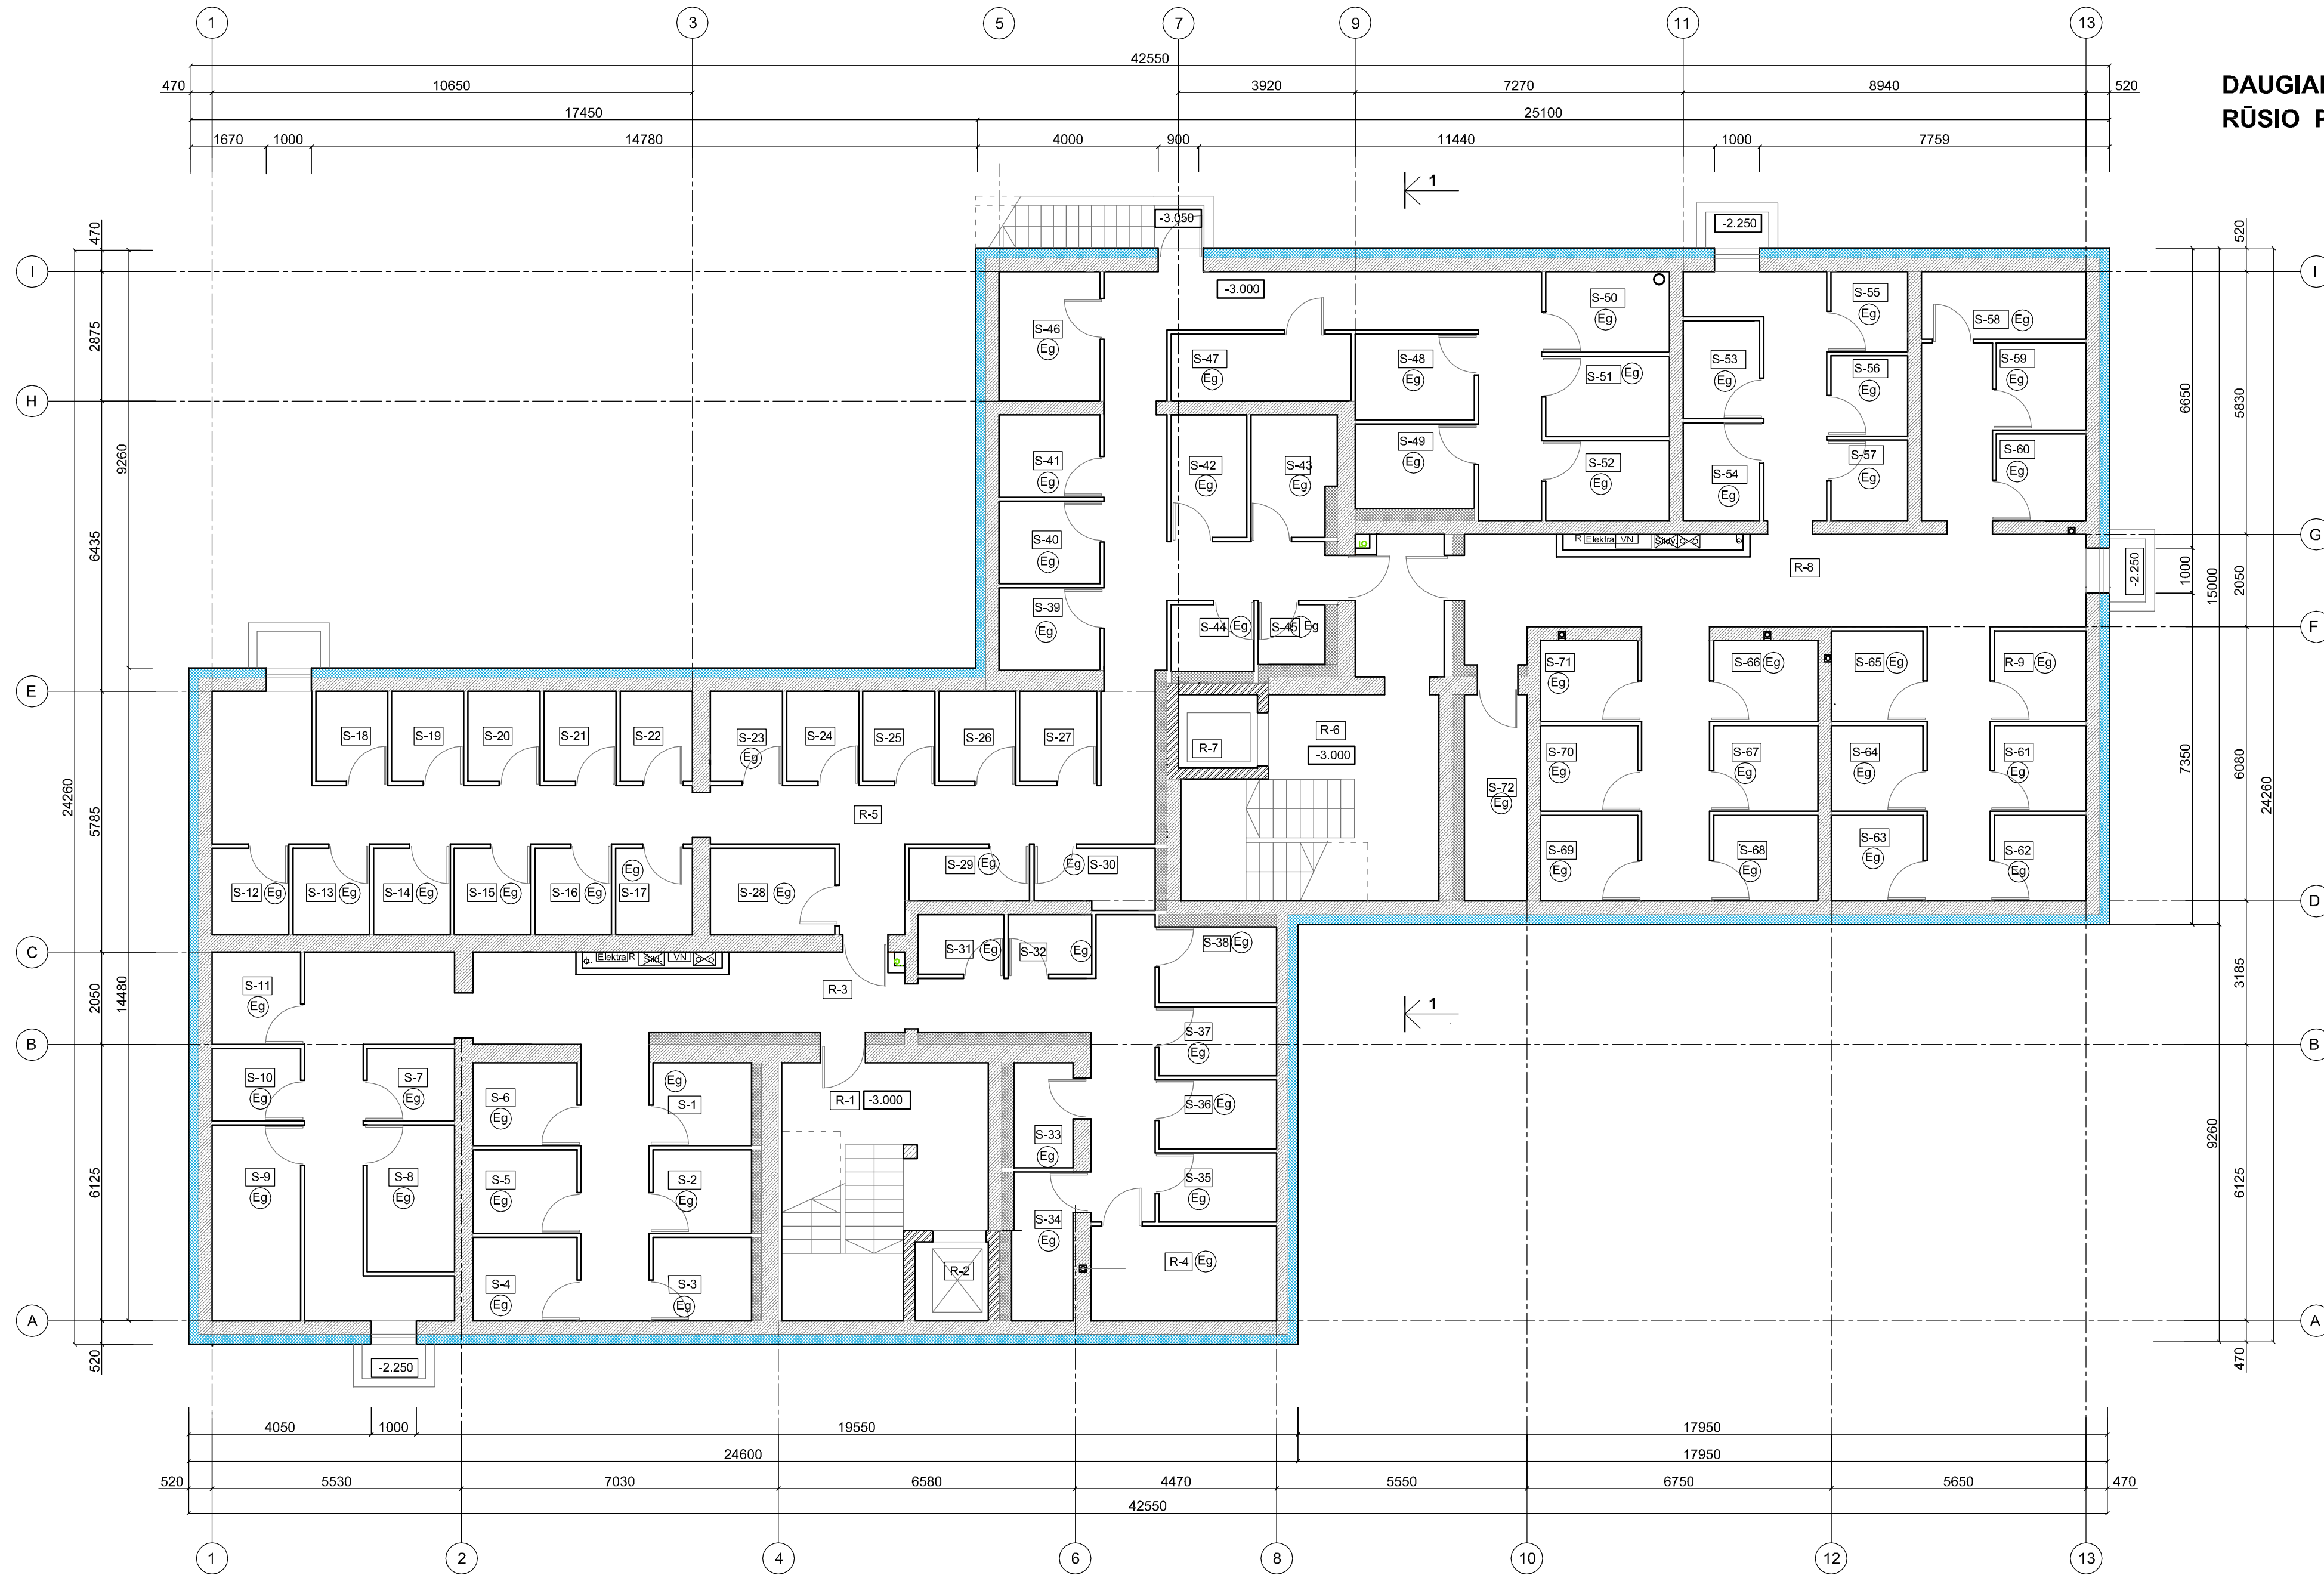 1 3 5 7 9 11 13
42550
470 10650 3920 7270 8940 520
DAUGIA
17450 25100
RŪSIO
1670 1000 14780 4000 900 11440 1000 7759
1
-3.050 -2.250
470 520
I I
-3.000
S-50 S-55
Eg Eg
S-58 Eg
2875
S-46 S-47 S-48 S-53 S-59
Eg Eg Eg Eg Eg
S-51 Eg S-56
Eg
H
6650 5830
9260
S-41 S-42 S-43 S-49 S-52 S-54 S-57 S-60
Eg Eg Eg Eg Eg Eg Eg Eg
6435
S-40
Eg
R Elektra VN
G
R-8
-2.250
1000 15000 2050
S-39
Eg
S-44 Eg S-45 Eg
F
S-71 S-66 Eg S-65 Eg R-9 Eg
Eg
E
S-18 S-19 S-20 S-21 S-22 S-23 S-24 S-25 S-26 S-27
Eg
R-7 R-6
-3.000
S-70 S-67 S-64 S-61
Eg Eg Eg Eg
7350 6080
24260 5785
S-72
Eg
24260
R-5
S-29 Eg Eg S-30
S-69 S-68 S-63 S-62
Eg Eg Eg Eg
S-12 Eg S-13 Eg S-14 Eg S-15 Eg S-16 Eg Eg
S-17
S-28 Eg
D
C
Elektra R Šild. VN
S-31 Eg S-32 Eg S-38 Eg
3185
2050 14480
S-11
Eg
R-3
1
S-37
Eg
B B
S-10 S-7 S-6 Eg
Eg Eg Eg S-1
R-1 -3.000
S-36 Eg
S-33
Eg
9260
6125 6125
S-9 S-8 S-5 S-2 S-35
Eg Eg Eg Eg Eg
S-34
Eg
S-4 S-3 R-2 R-4 Eg
Eg Eg
A A
520 470
-2.250
4050 1000 19550 17950
24600 17950
520 5530 7030 6580 4470 5550 6750 5650 470
42550
1 2 4 6 8 10 12 13